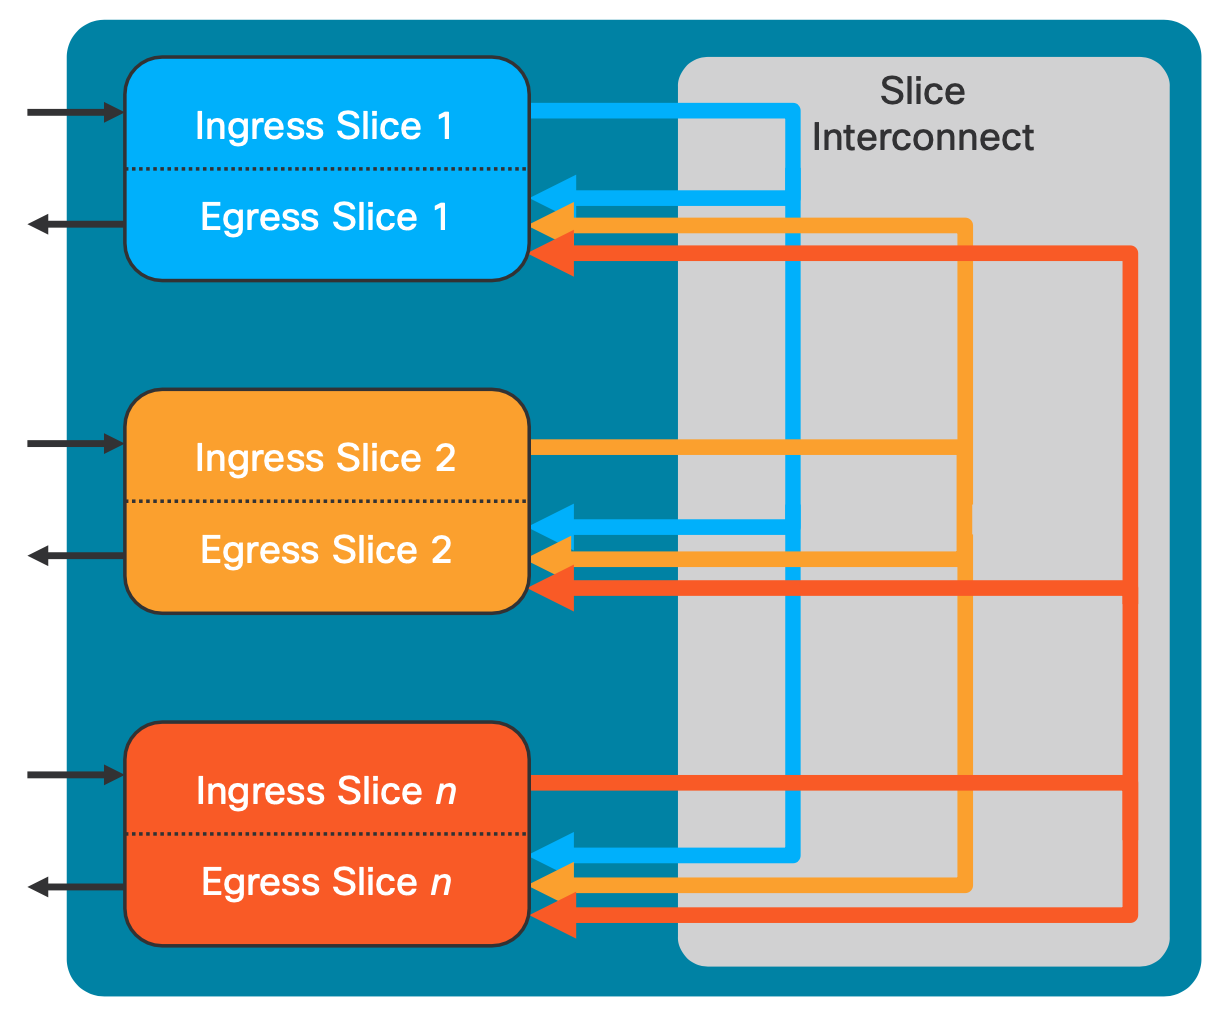 Slice
Interconnect
Ingress Slice 1
Egress Slice 1
Ingress Slice 2
Egress Slice 2
Ingress Slice n
Egress Slice n